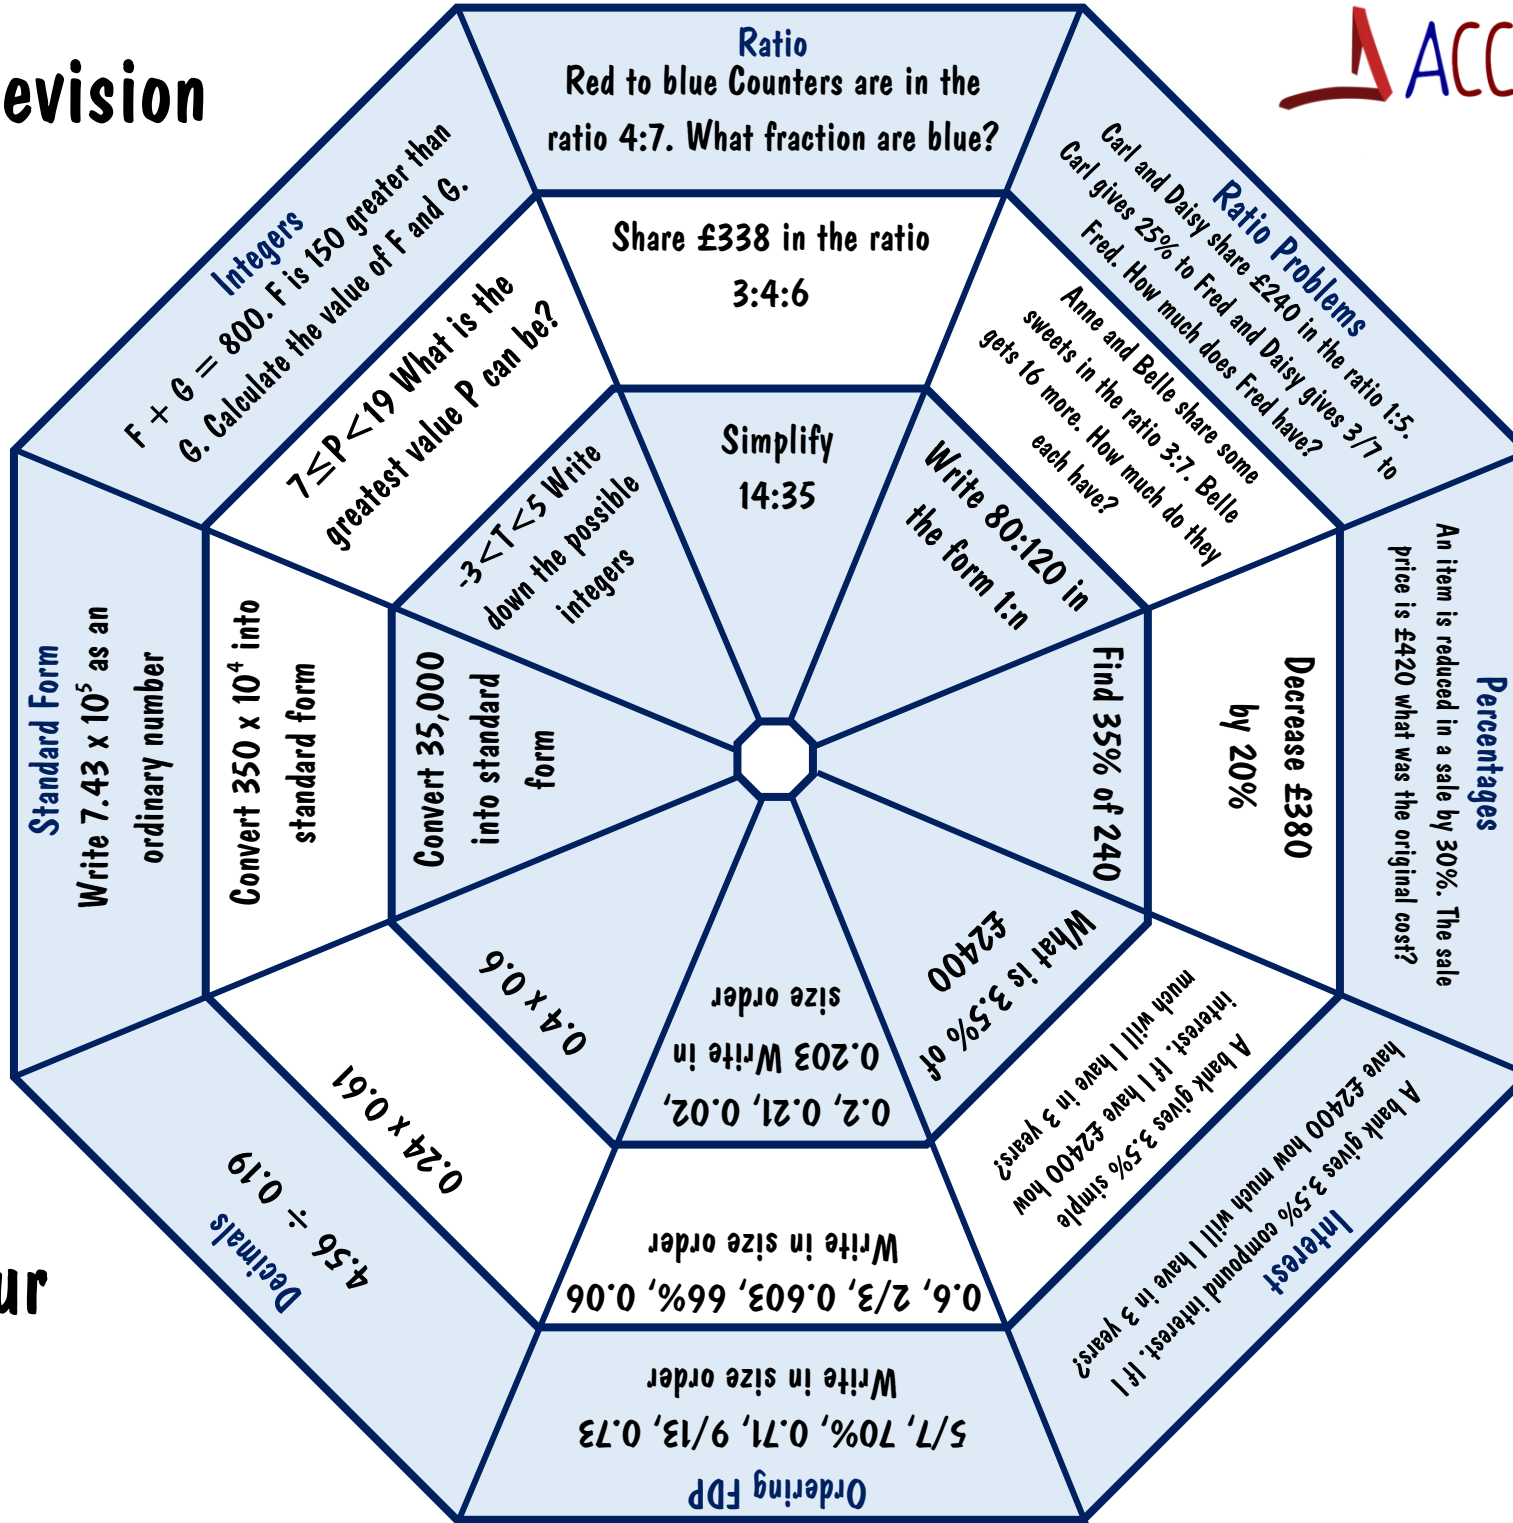 evision
ACC
Ratio
Red to blue Counters are in the
ratio 4:7. What fraction are blue?
Share £338 in the ratio
3:4:6
Simplify
14:35
Ratio Problems
Carl and Daisy share £240 in the ratio 1:5.
Carl gives 25% to Fred and Daisy gives 3/7 to
Fred. How much does Fred have?
Anne and Belle share some
sweets in the ratio 3:7. Belle
gets 16 more. How much do they
each have?
Write 80:120 in
the form 1:n
Percentages
An item is reduced in a sale by 30%. The sale
price is £420 what was the original cost?
Decrease £380
by 20%
Find 35% of 240
Interest
A bank gives 3.5% compound interest. If I
have £2400 how much will I have in 3 years?
A bank gives 3.5% simple
interest. If I have £2400 how
much will I have in 3 years?
What is 3.5% of
£2400
Ordering FDP
5/7, 70%, 0.71, 9/13, 0.73
Write in size order
0.6, 2/3, 0.603, 66%, 0.06
Write in size order
0.2, 0.21, 0.02,
0.203 Write in
size order
Decimals
4.56 ÷ 0.19
0.24 x 0.61
0.4 x 0.6
Standard Form
Write 7.43 x 10⁵ as an
ordinary number
Convert 350 x 10⁴ into
standard form
Convert 35,000
into standard
form
Integers
F + G = 800. F is 150 greater than
G. Calculate the value of F and G.
7≤P<19 What is the
greatest value P can be?
-3<T<5 Write
down the possible
integers
ur